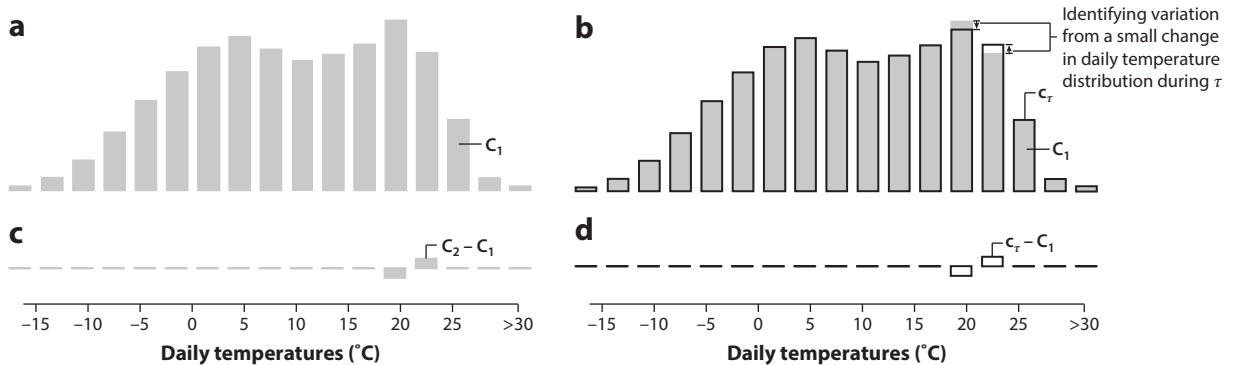 a
C₁
b
Identifying variation
from a small change
in daily temperature
distribution during τ
c_τ
C₁
c
C₂ – C₁
d
c_τ – C₁
–15 –10 –5 0 5 10 15 20 25 >30
Daily temperatures (˚C)
–15 –10 –5 0 5 10 15 20 25 >30
Daily temperatures (˚C)